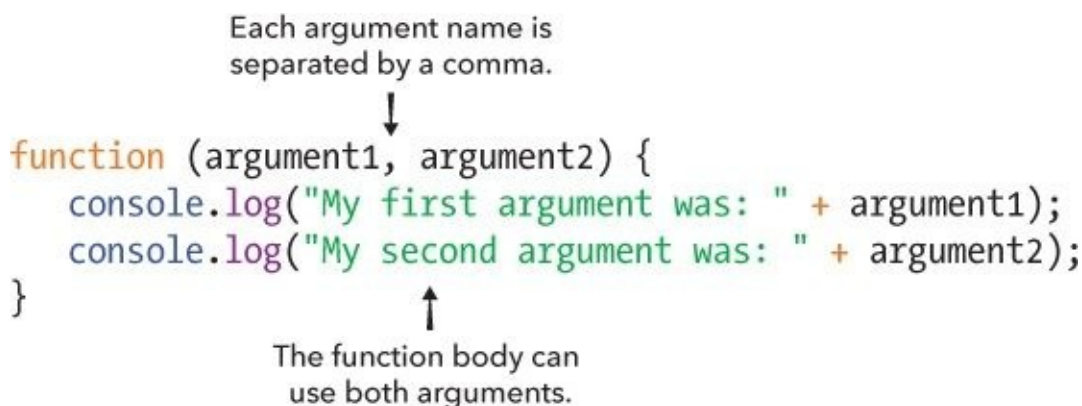 Each argument name is
separated by a comma.
function (argument1, argument2) {
console.log("My first argument was: " + argument1);
console.log("My second argument was: " + argument2);
}
The function body can
use both arguments.